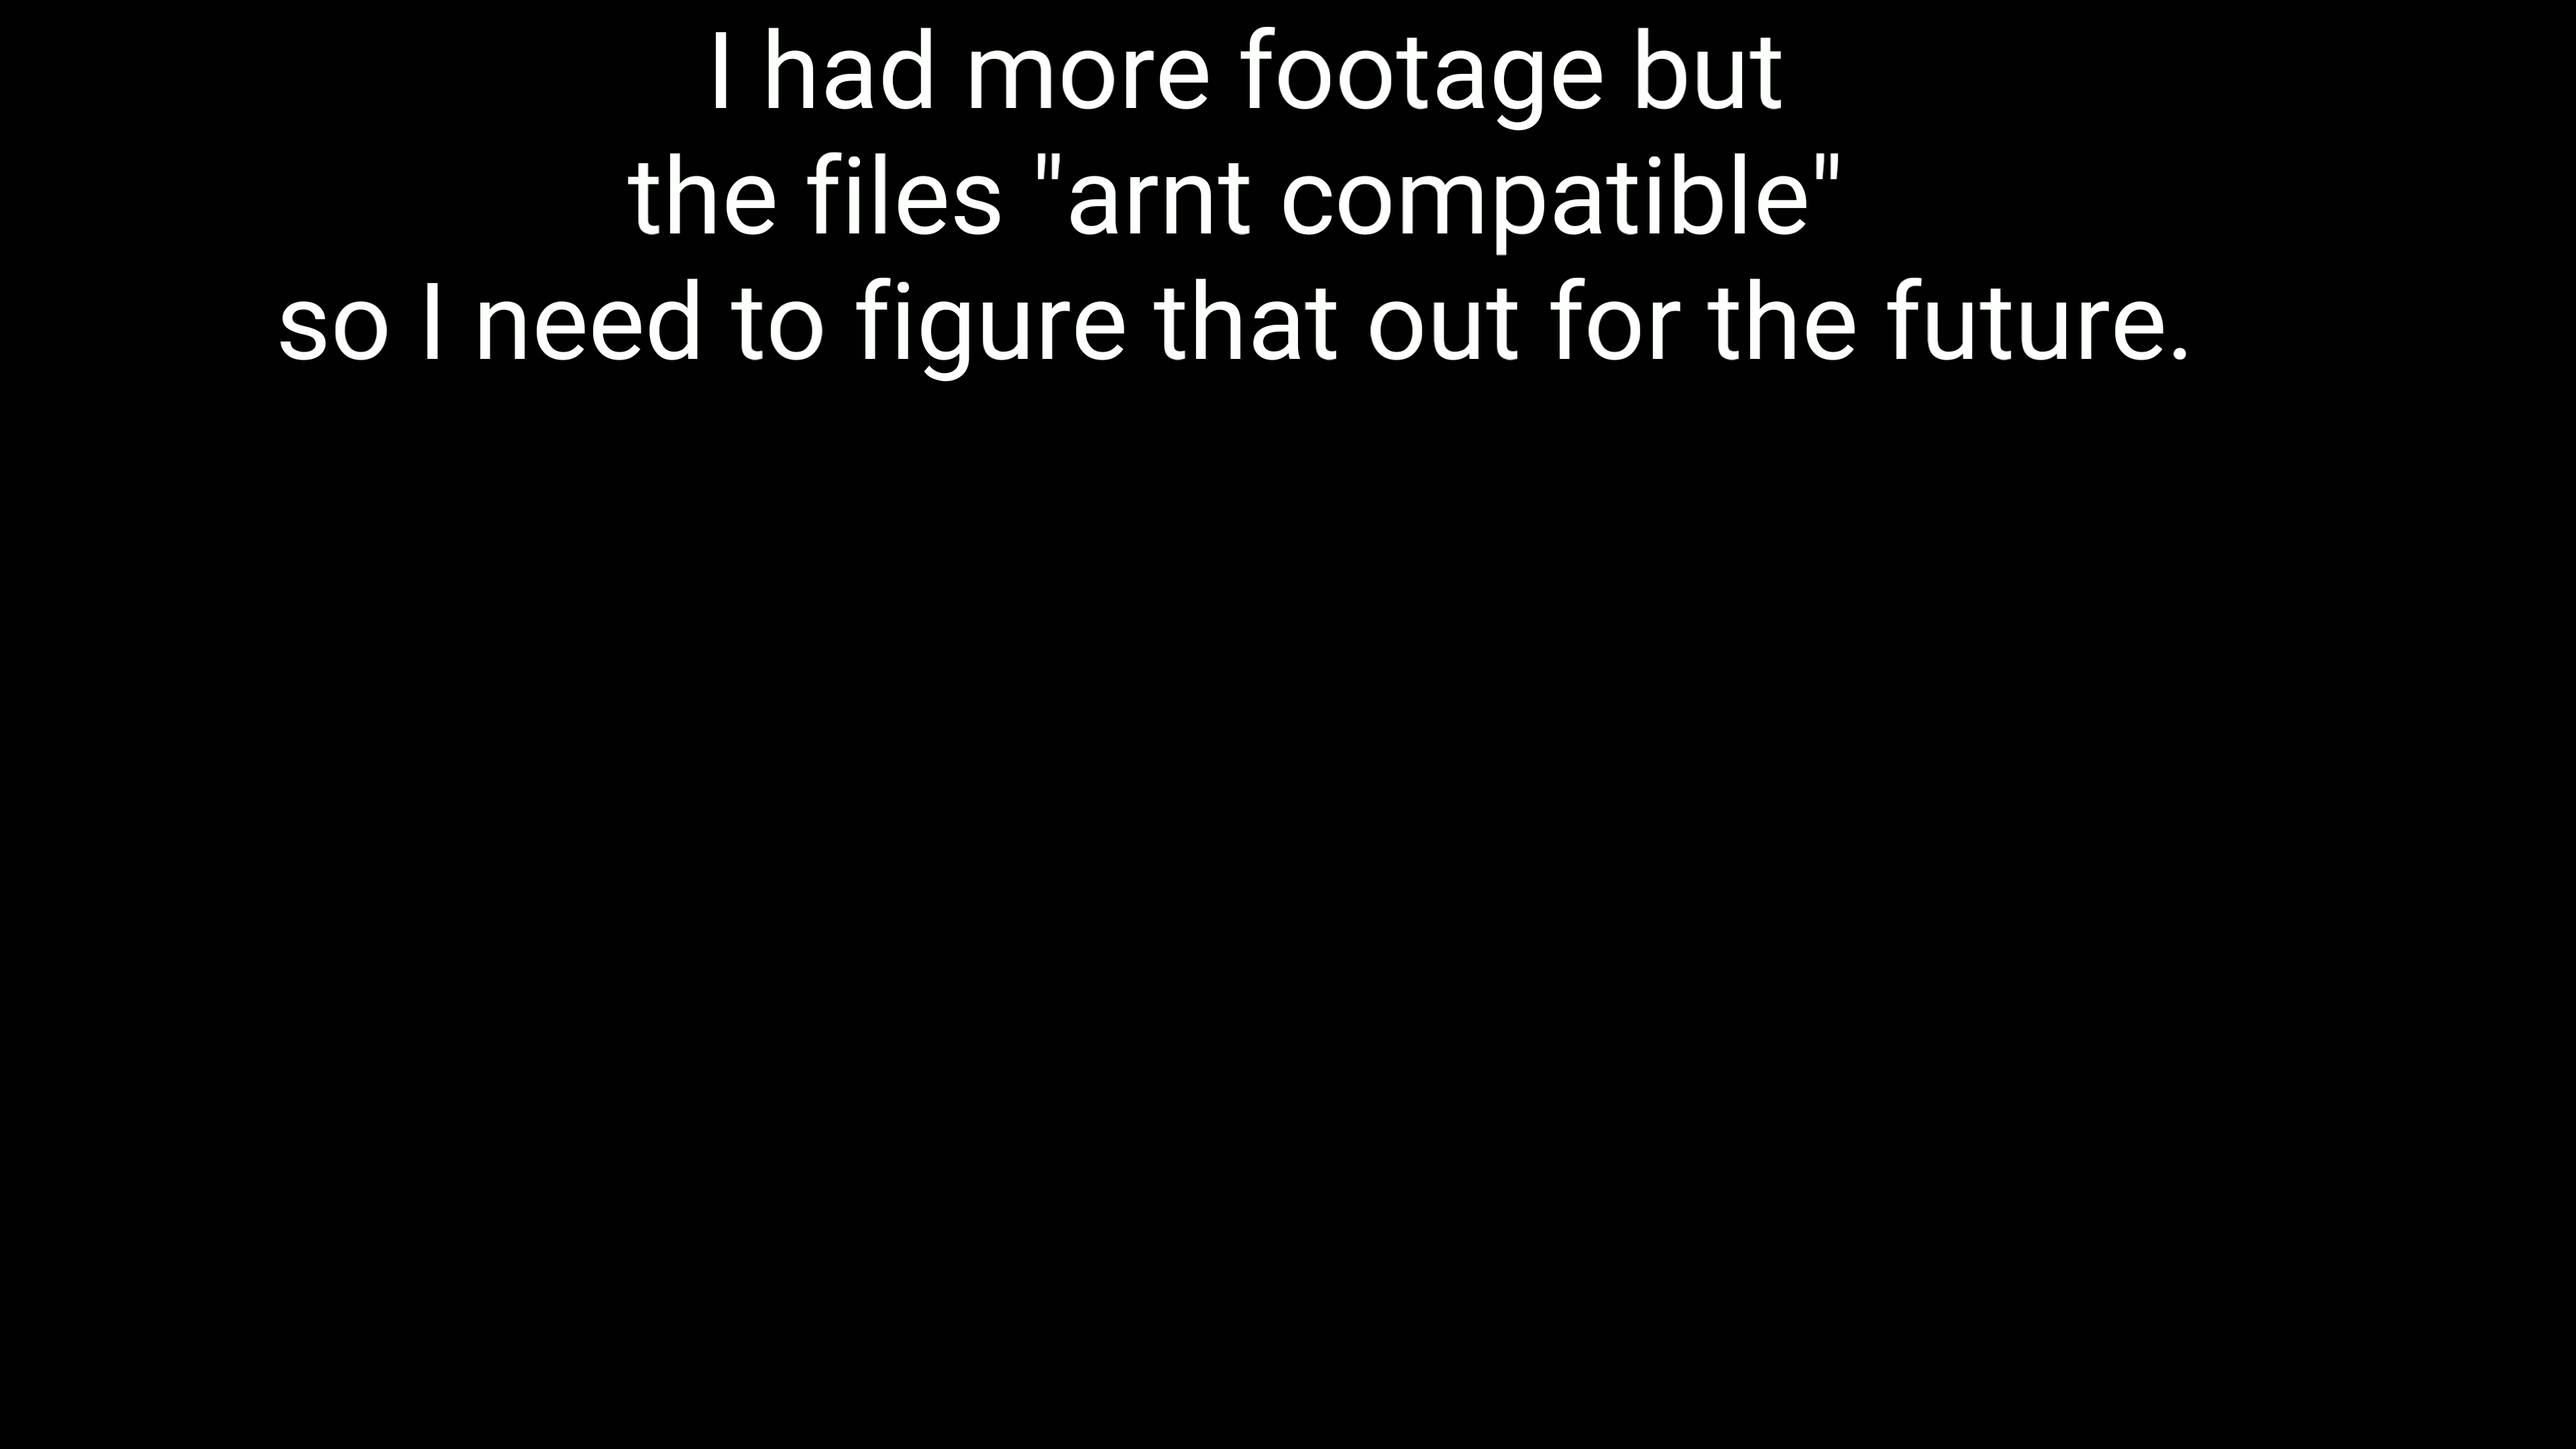 I had more footage but
the files "arnt compatible"
so I need to figure that out for the future.